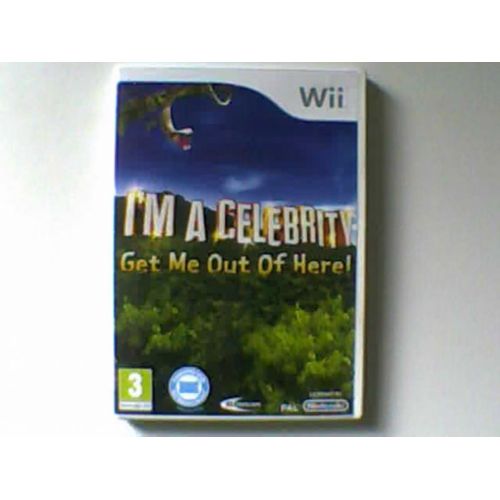 Wii
I'M A CELEBRITY
Get Me Out Of Here!
3
PAL
Nintendo